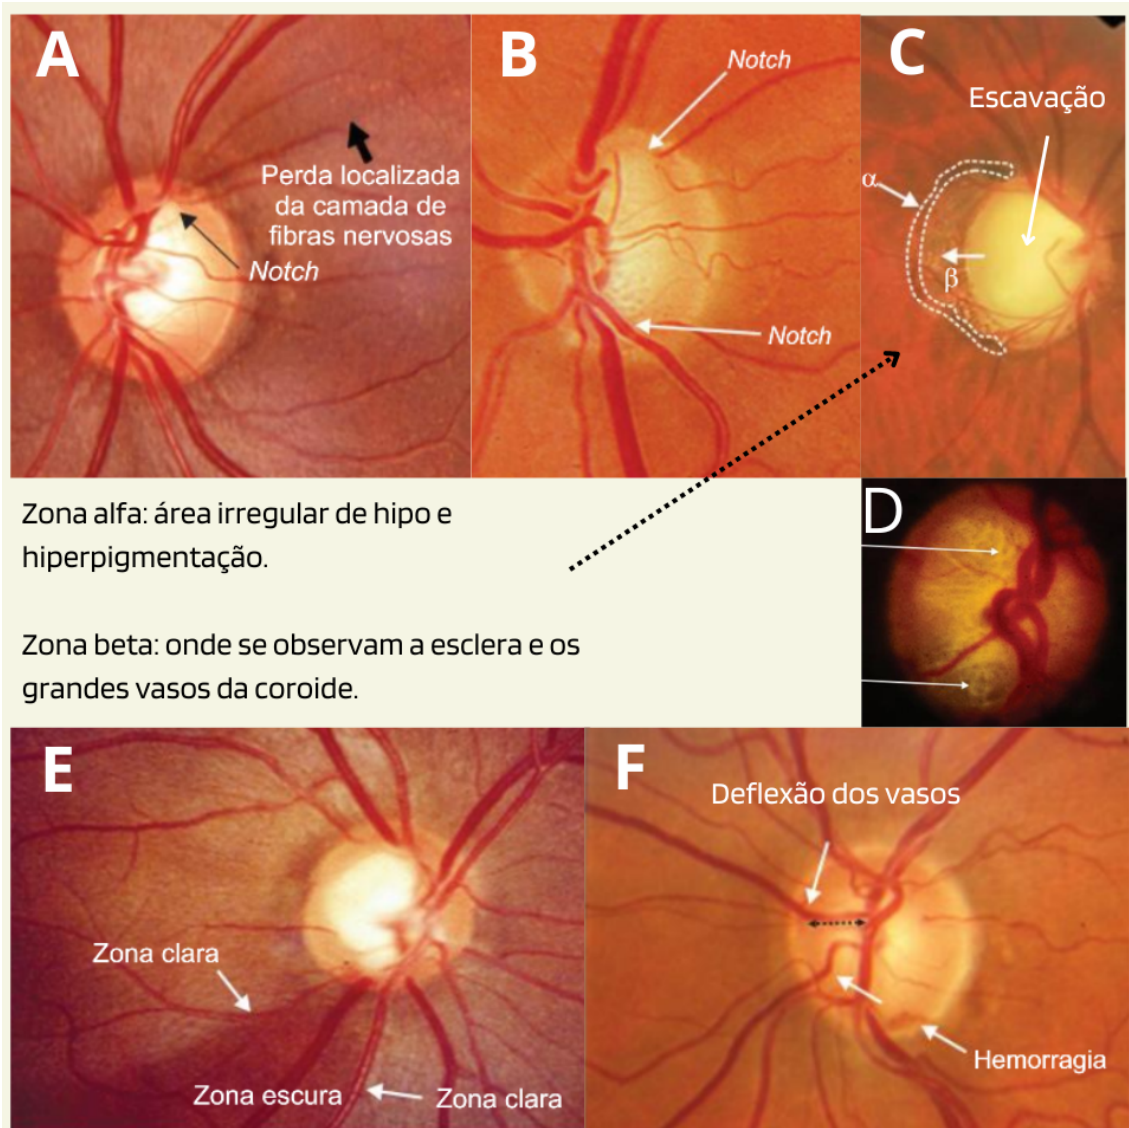 A
Perda localizada
da camada de
fibras nervosas
Notch
B
Notch
Notch
C
Escavação
α
β
Zona alfa: área irregular de hipo e
hiperpigmentação.
Zona beta: onde se observam a esclera e os
grandes vasos da coroide.
D
E
Zona clara
Zona escura
Zona clara
F
Deflexão dos vasos
Hemorragia